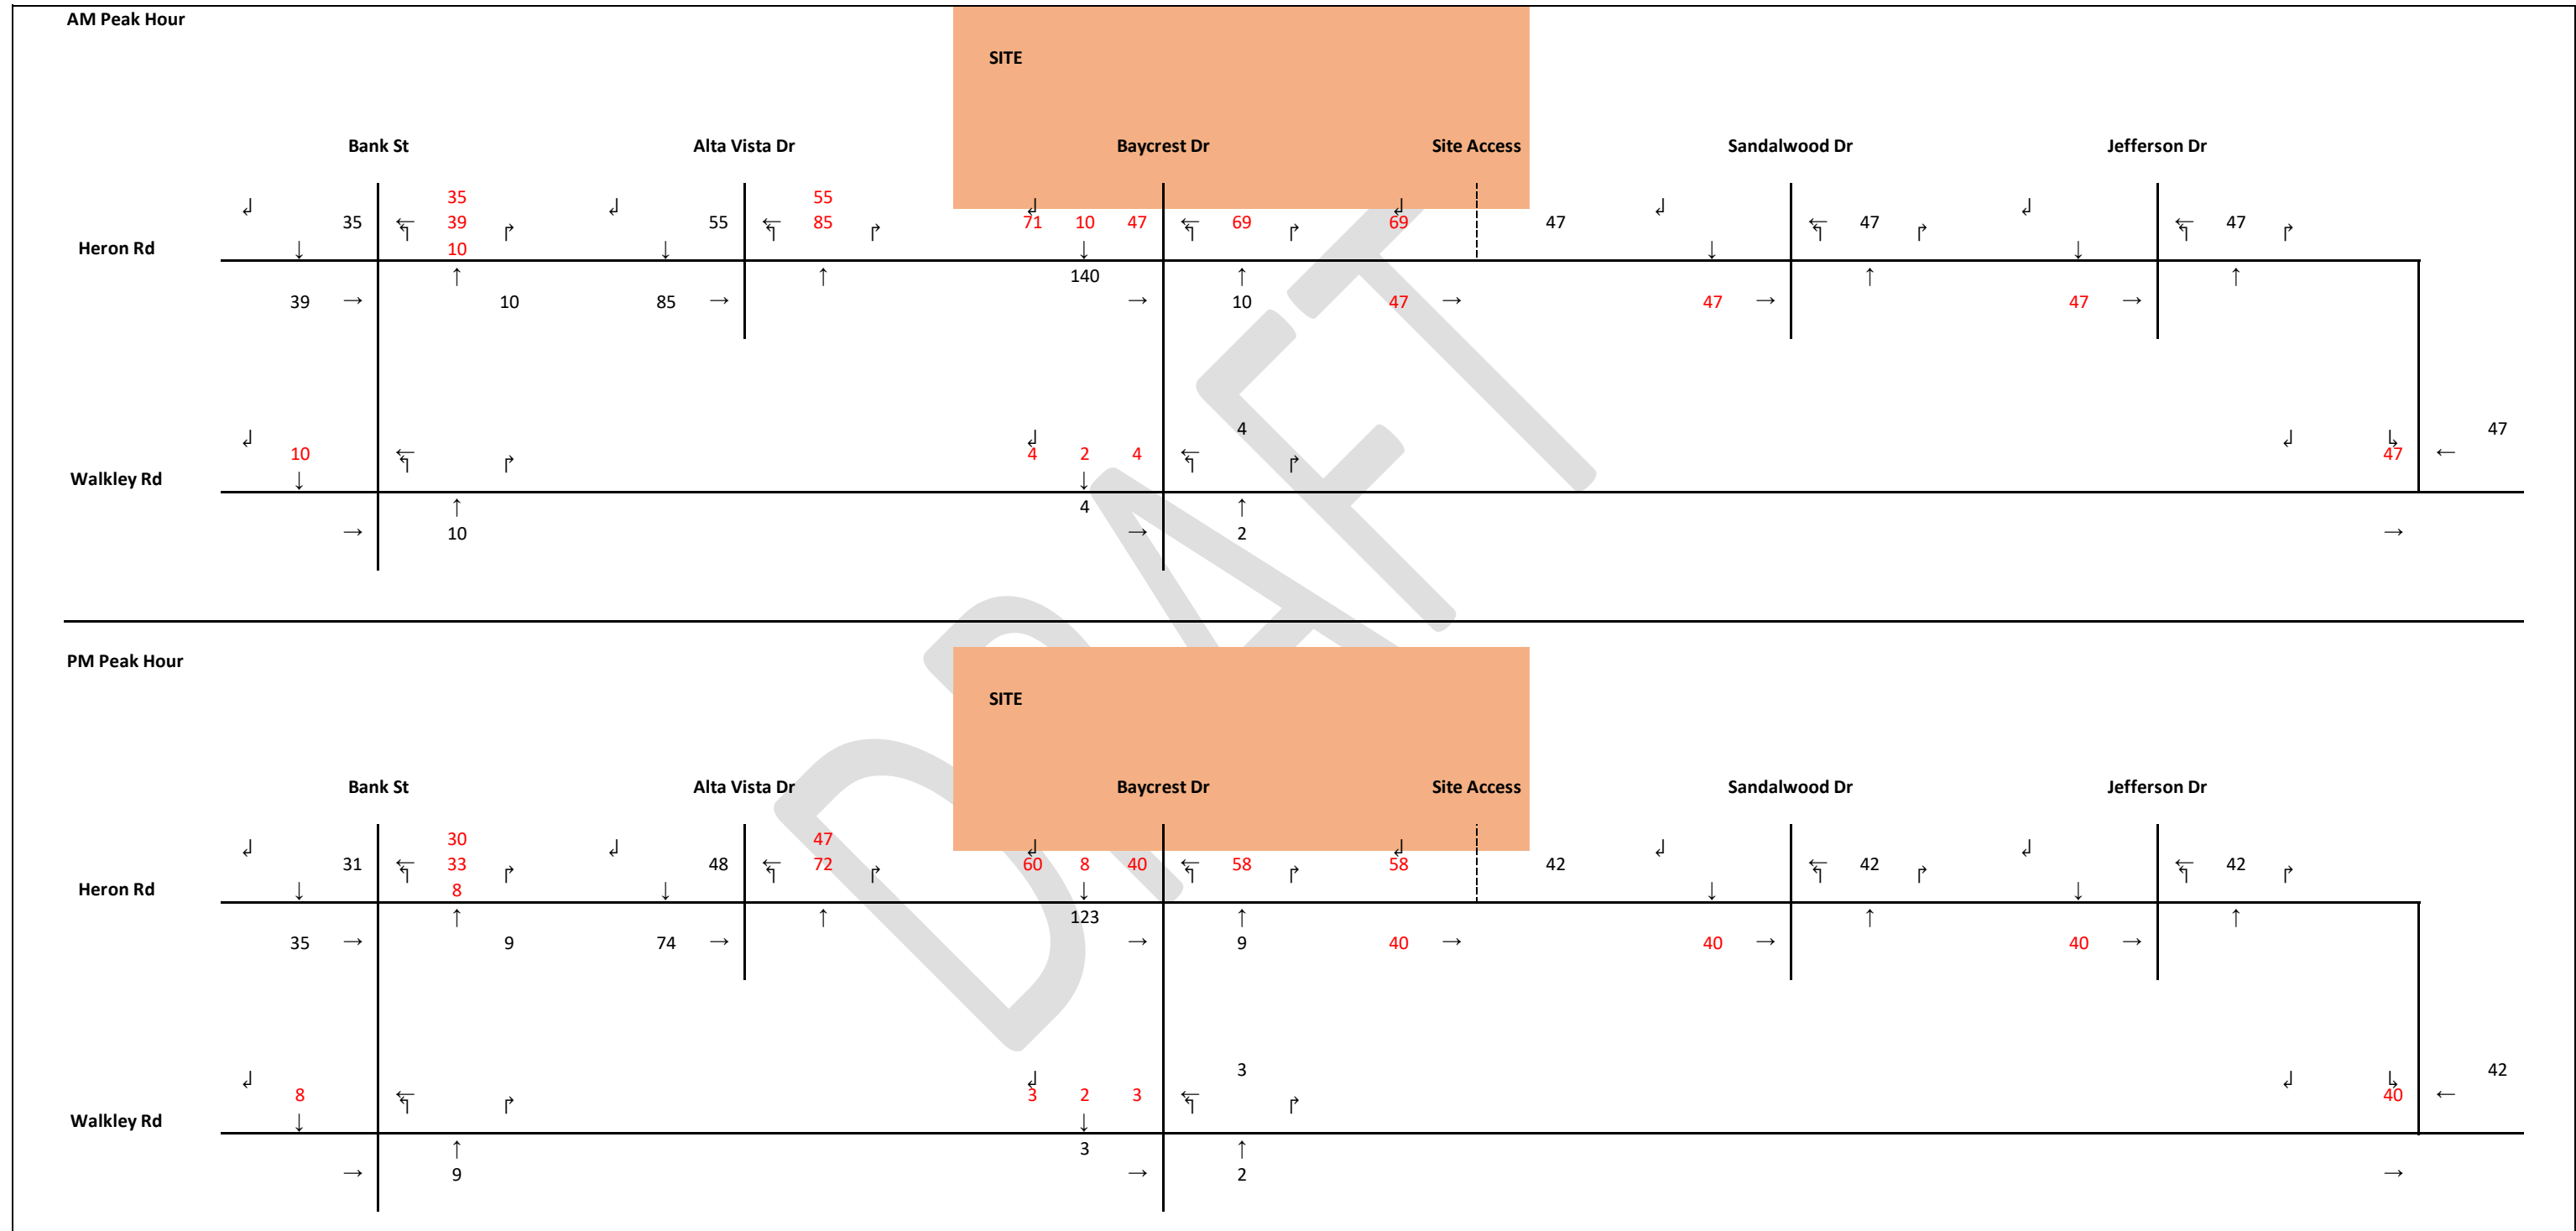 AM Peak Hour
SITE
Bank St Alta Vista Dr Baycrest Dr Site Access Sandalwood Dr Jefferson Dr
35 55
35 39 55 85 71 10 47 69 69 47 47 47
Heron Rd 10
140
39 10 85 10 47 47 47
4 47
10 4 2 4 47
Walkley Rd
4
10 2
PM Peak Hour
SITE
Bank St Alta Vista Dr Baycrest Dr Site Access Sandalwood Dr Jefferson Dr
30 47
31 33 48 72 60 8 40 58 58 42 42 42
Heron Rd 8
123
35 9 74 9 40 40 40
3 42
8 3 2 3 40
Walkley Rd
3
9 2
DRAFT